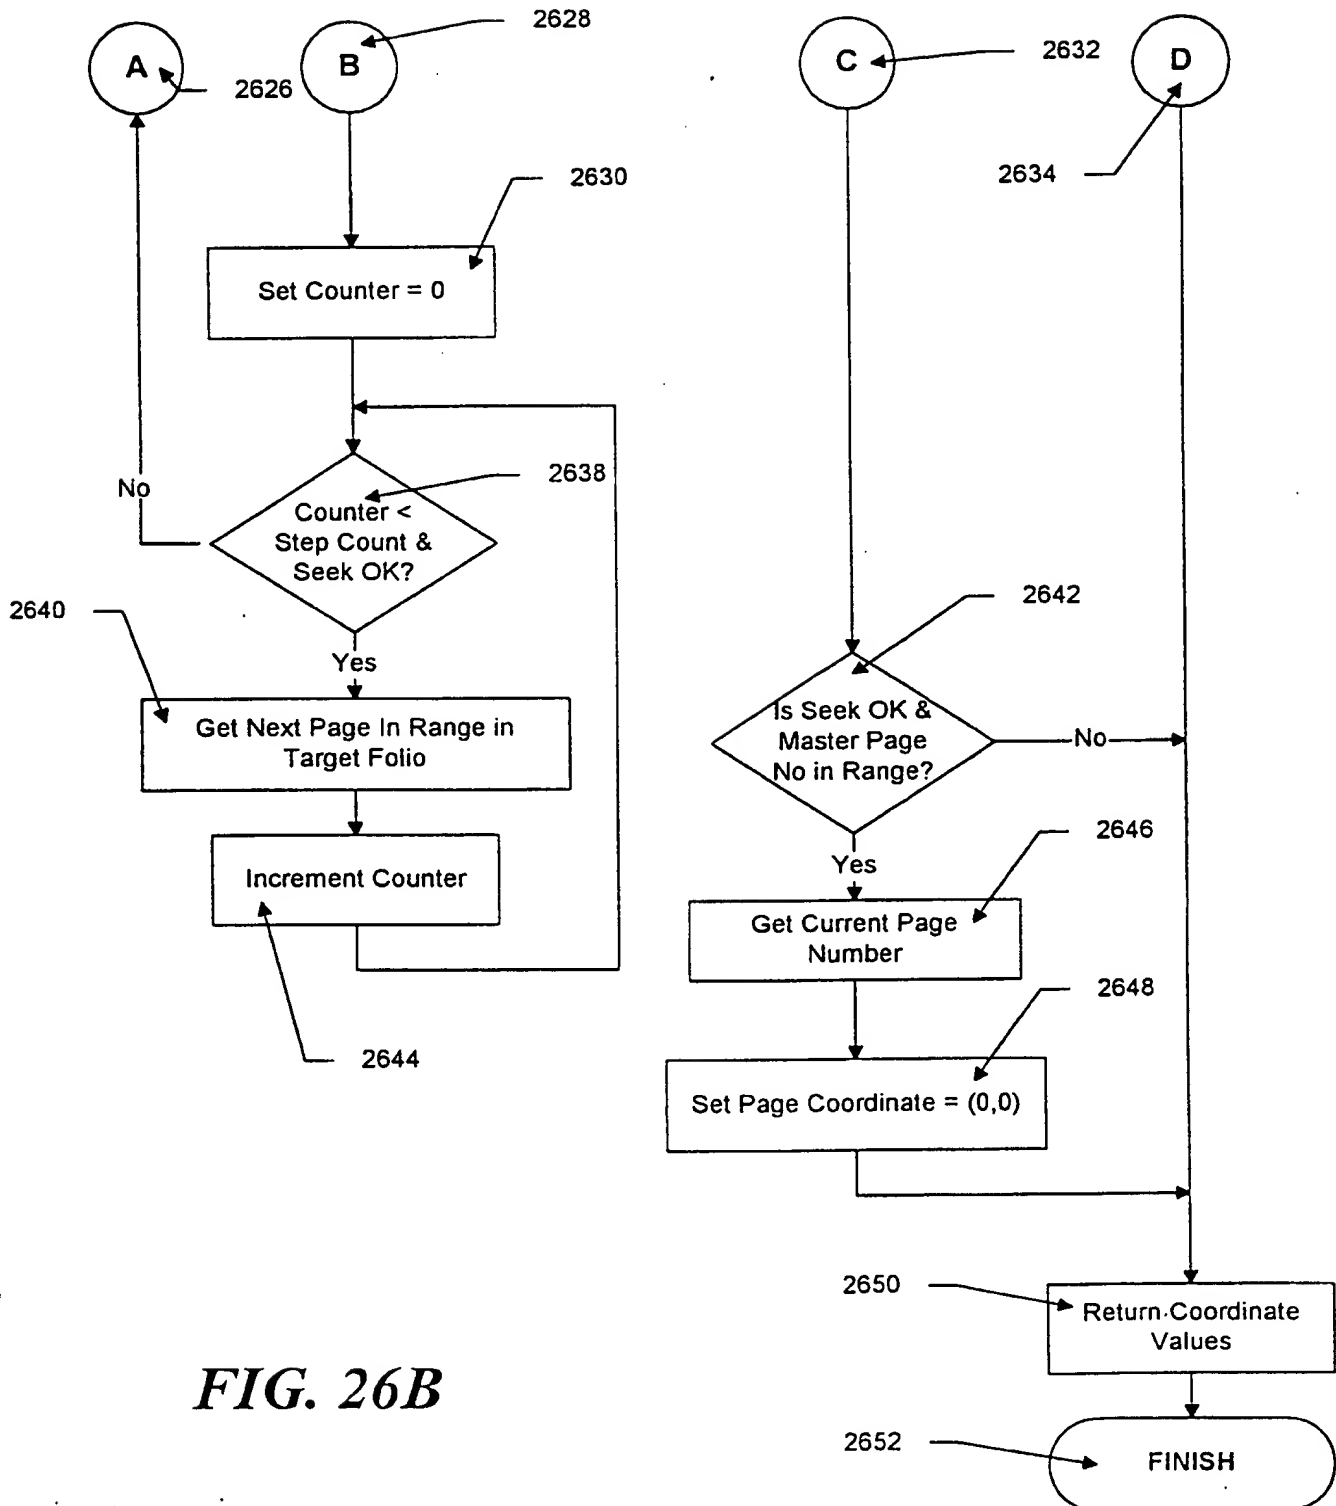 2628
A
B
C
2632
D
2626
2634
2630
Set Counter = 0
No
2638
Counter <
Step Count &
Seek OK?
2640
Yes
Get Next Page In Range in
Target Folio
Increment Counter
2644
2642
Is Seek OK &
Master Page
No in Range?
No
2646
Yes
Get Current Page
Number
2648
Set Page Coordinate = (0,0)
2650
Return Coordinate
Values
2652
FINISH
FIG. 26B